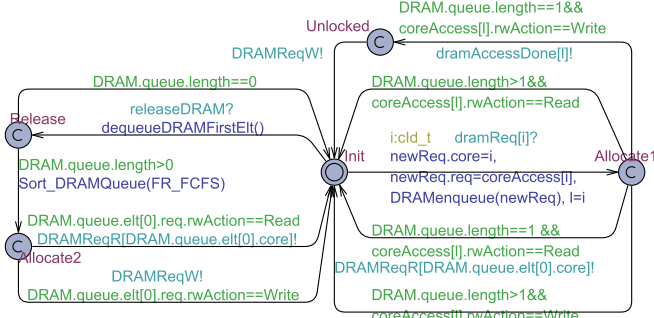 DRAM.queue.length==1&&
coreAccess[l].rwAction==Write
Unlocked
DRAMReqW!
dramAccessDone[l]!
DRAM.queue.length==0
DRAM.queue.length>1&&
coreAccess[l].rwAction==Read
Release
releaseDRAM?
dequeueDRAMFirstElt()
i:cId_t dramReq[i]?
newReq.core=i,
newReq.req=coreAccess[i],
DRAMenqueue(newReq), l=i
Init
Allocate1
DRAM.queue.length>0
Sort_DRAMQueue(FR_FCFS)
DRAM.queue.elt[0].req.rwAction==Read
DRAMReqR[DRAM.queue.elt[0].core]!
Allocate2
DRAM.queue.length==1 &&
coreAccess[l].rwAction==Read
DRAMReqR[DRAM.queue.elt[0].core]!
DRAMReqW!
DRAM.queue.elt[0].req.rwAction==Write
DRAM.queue.length>1&&
coreAccess[l].rwAction==Write
C
C
C
C